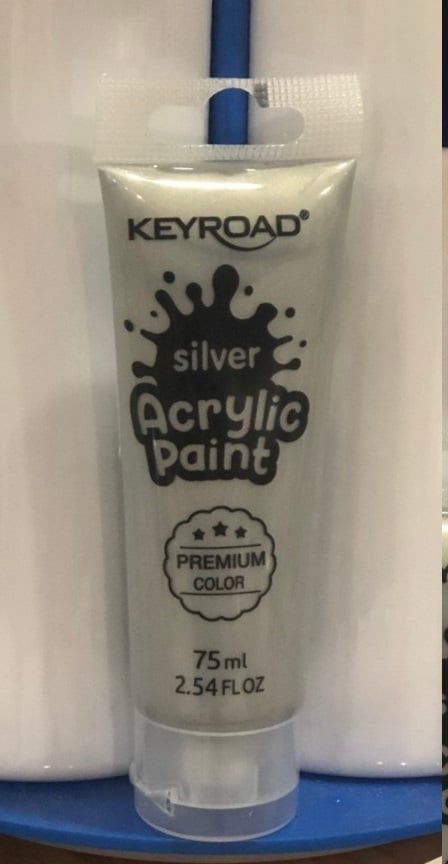 KEYROAD®
silver
Acrylic
Paint
PREMIUM
COLOR
75ml
2.54 FL OZ